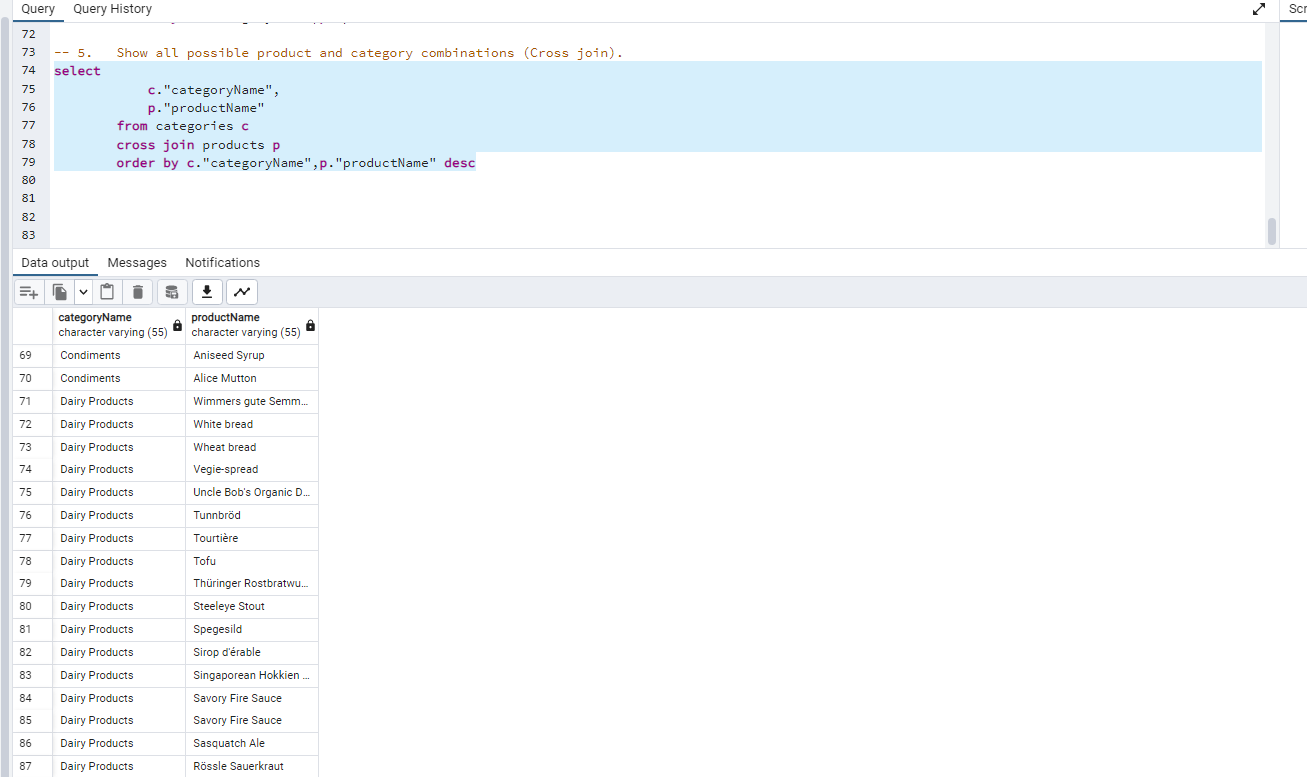 Query Query History Scr
72
73 -- 5. Show all possible product and category combinations (Cross join).
74 select
75 c."categoryName",
76 p."productName"
77 from categories c
78 cross join products p
79 order by c."categoryName",p."productName" desc
80
81
82
83
Data output Messages Notifications
categoryName productName
character varying (55) character varying (55)
69 Condiments Aniseed Syrup
70 Condiments Alice Mutton
71 Dairy Products Wimmers gute Semm...
72 Dairy Products White bread
73 Dairy Products Wheat bread
74 Dairy Products Vegie-spread
75 Dairy Products Uncle Bob's Organic D...
76 Dairy Products Tunnbröd
77 Dairy Products Tourtière
78 Dairy Products Tofu
79 Dairy Products Thüringer Rostbratwu...
80 Dairy Products Steeleye Stout
81 Dairy Products Spegesild
82 Dairy Products Sirop d'érable
83 Dairy Products Singaporean Hokkien ...
84 Dairy Products Savory Fire Sauce
85 Dairy Products Savory Fire Sauce
86 Dairy Products Sasquatch Ale
87 Dairy Products Rössle Sauerkraut